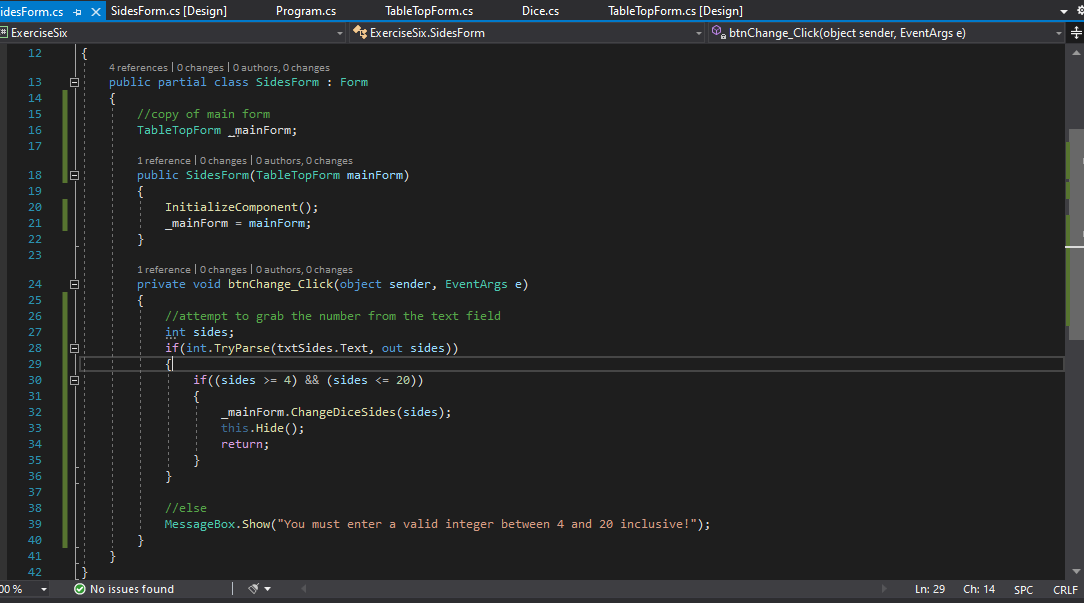 idesForm.cs SidesForm.cs [Design] Program.cs TableTopForm.cs Dice.cs TableTopForm.cs [Design]
ExerciseSix ExerciseSix.SidesForm btnChange_Click(object sender, EventArgs e)
12 {
4 references | 0 changes | 0 authors, 0 changes
13 public partial class SidesForm : Form
14 {
15 //copy of main form
16 TableTopForm _mainForm;
17
1 reference | 0 changes | 0 authors, 0 changes
18 public SidesForm(TableTopForm mainForm)
19 {
20 InitializeComponent();
21 _mainForm = mainForm;
22 }
23
1 reference | 0 changes | 0 authors, 0 changes
24 private void btnChange_Click(object sender, EventArgs e)
25 {
26 //attempt to grab the number from the text field
27 int sides;
28 if(int.TryParse(txtSides.Text, out sides))
29 {
30 if((sides >= 4) && (sides <= 20))
31 {
32 _mainForm.ChangeDiceSides(sides);
33 this.Hide();
34 return;
35 }
36 }
37
38 //else
39 MessageBox.Show("You must enter a valid integer between 4 and 20 inclusive!");
40 }
41 }
42 }
00 % No issues found Ln: 29 Ch: 14 SPC CRLF